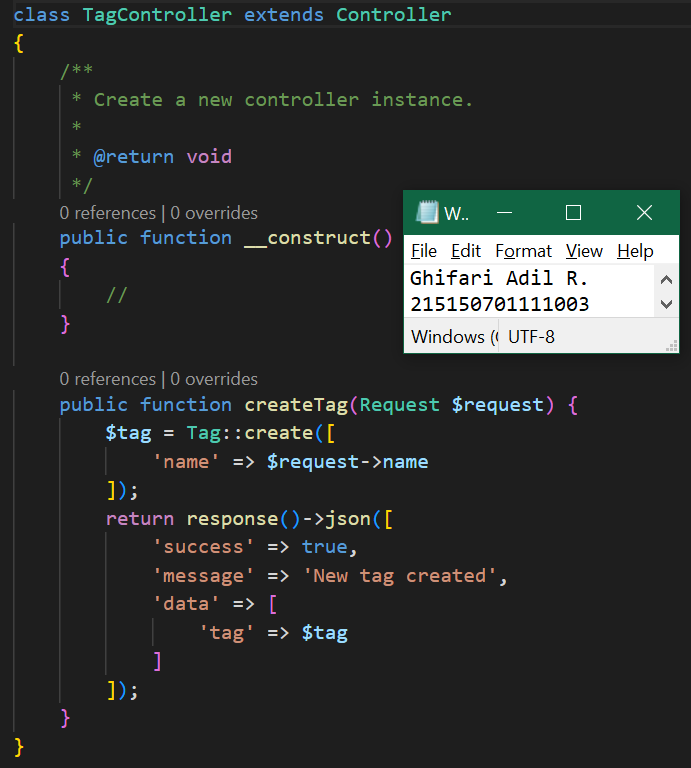 class TagController extends Controller
{
/**
* Create a new controller instance.
*
* @return void
*/
0 references | 0 overrides
public function __construct()
{
//
}
W..
File Edit Format View Help
Ghifari Adil R.
215150701111003
Windows (C UTF-8
0 references | 0 overrides
public function createTag(Request $request) {
$tag = Tag::create([
'name' => $request->name
]);
return response()->json([
'success' => true,
'message' => 'New tag created',
'data' => [
'tag' => $tag
]
]);
}
}